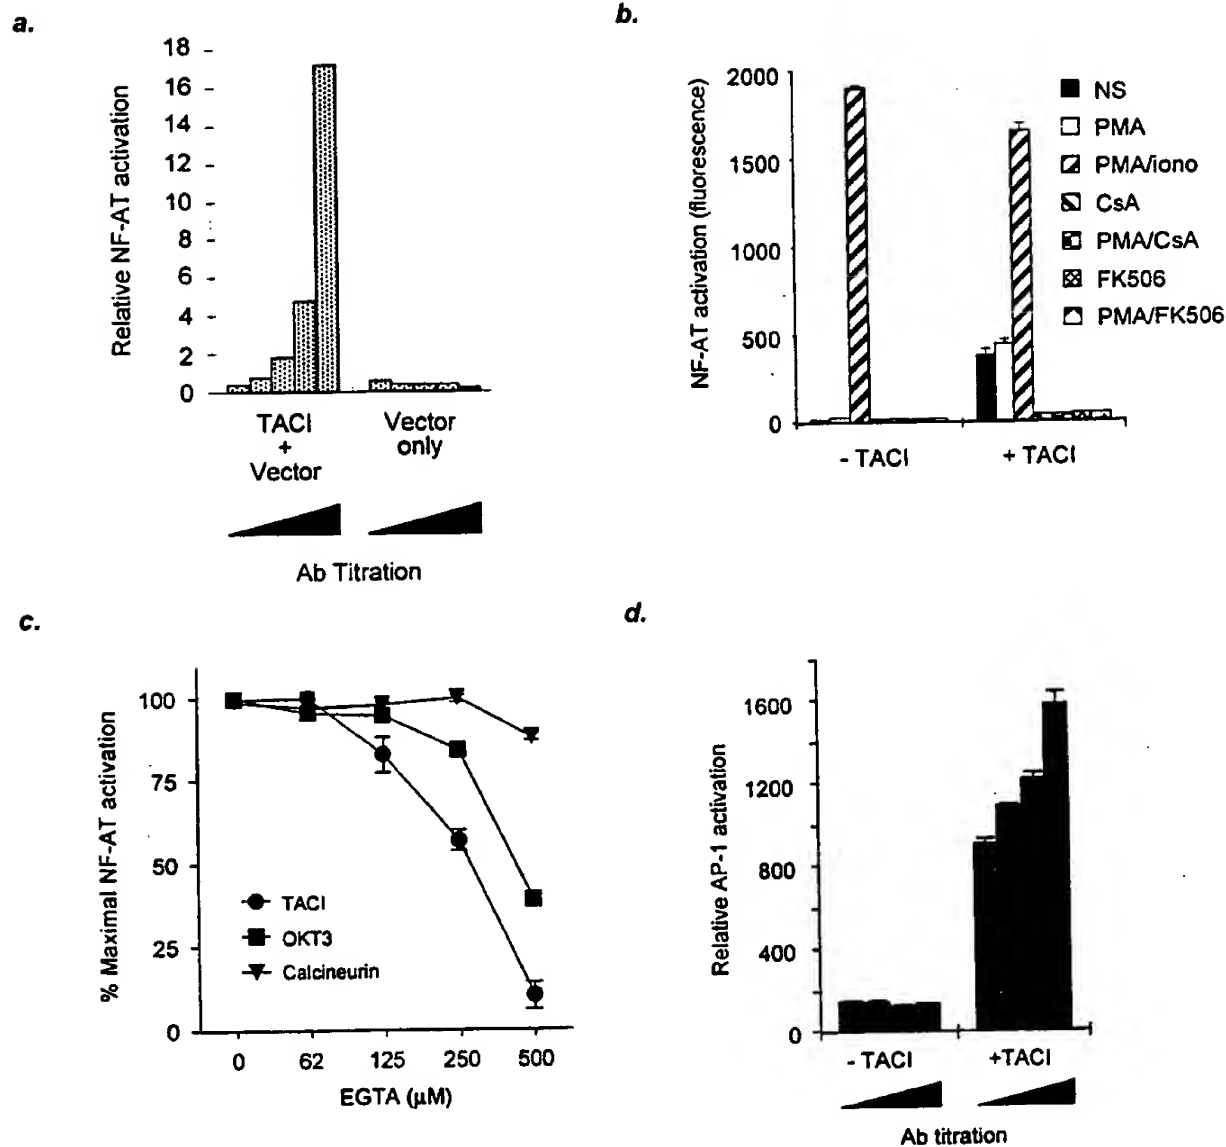 a.
Relative NF-AT activation
18
16
14
12
10
8
6
4
2
0
TACI
+
Vector
Vector
only
Ab Titration
b.
NF-AT activation (fluorescence)
2000
1500
1000
500
0
- TACI
+ TACI
NS
PMA
PMA/iono
CsA
PMA/CsA
FK506
PMA/FK506
c.
% Maximal NF-AT activation
100
75
50
25
0
TACI
OKT3
Calcineurin
0 62 125 250 500
EGTA (μM)
d.
Relative AP-1 activation
1600
1200
800
400
0
- TACI
+TACI
Ab titration